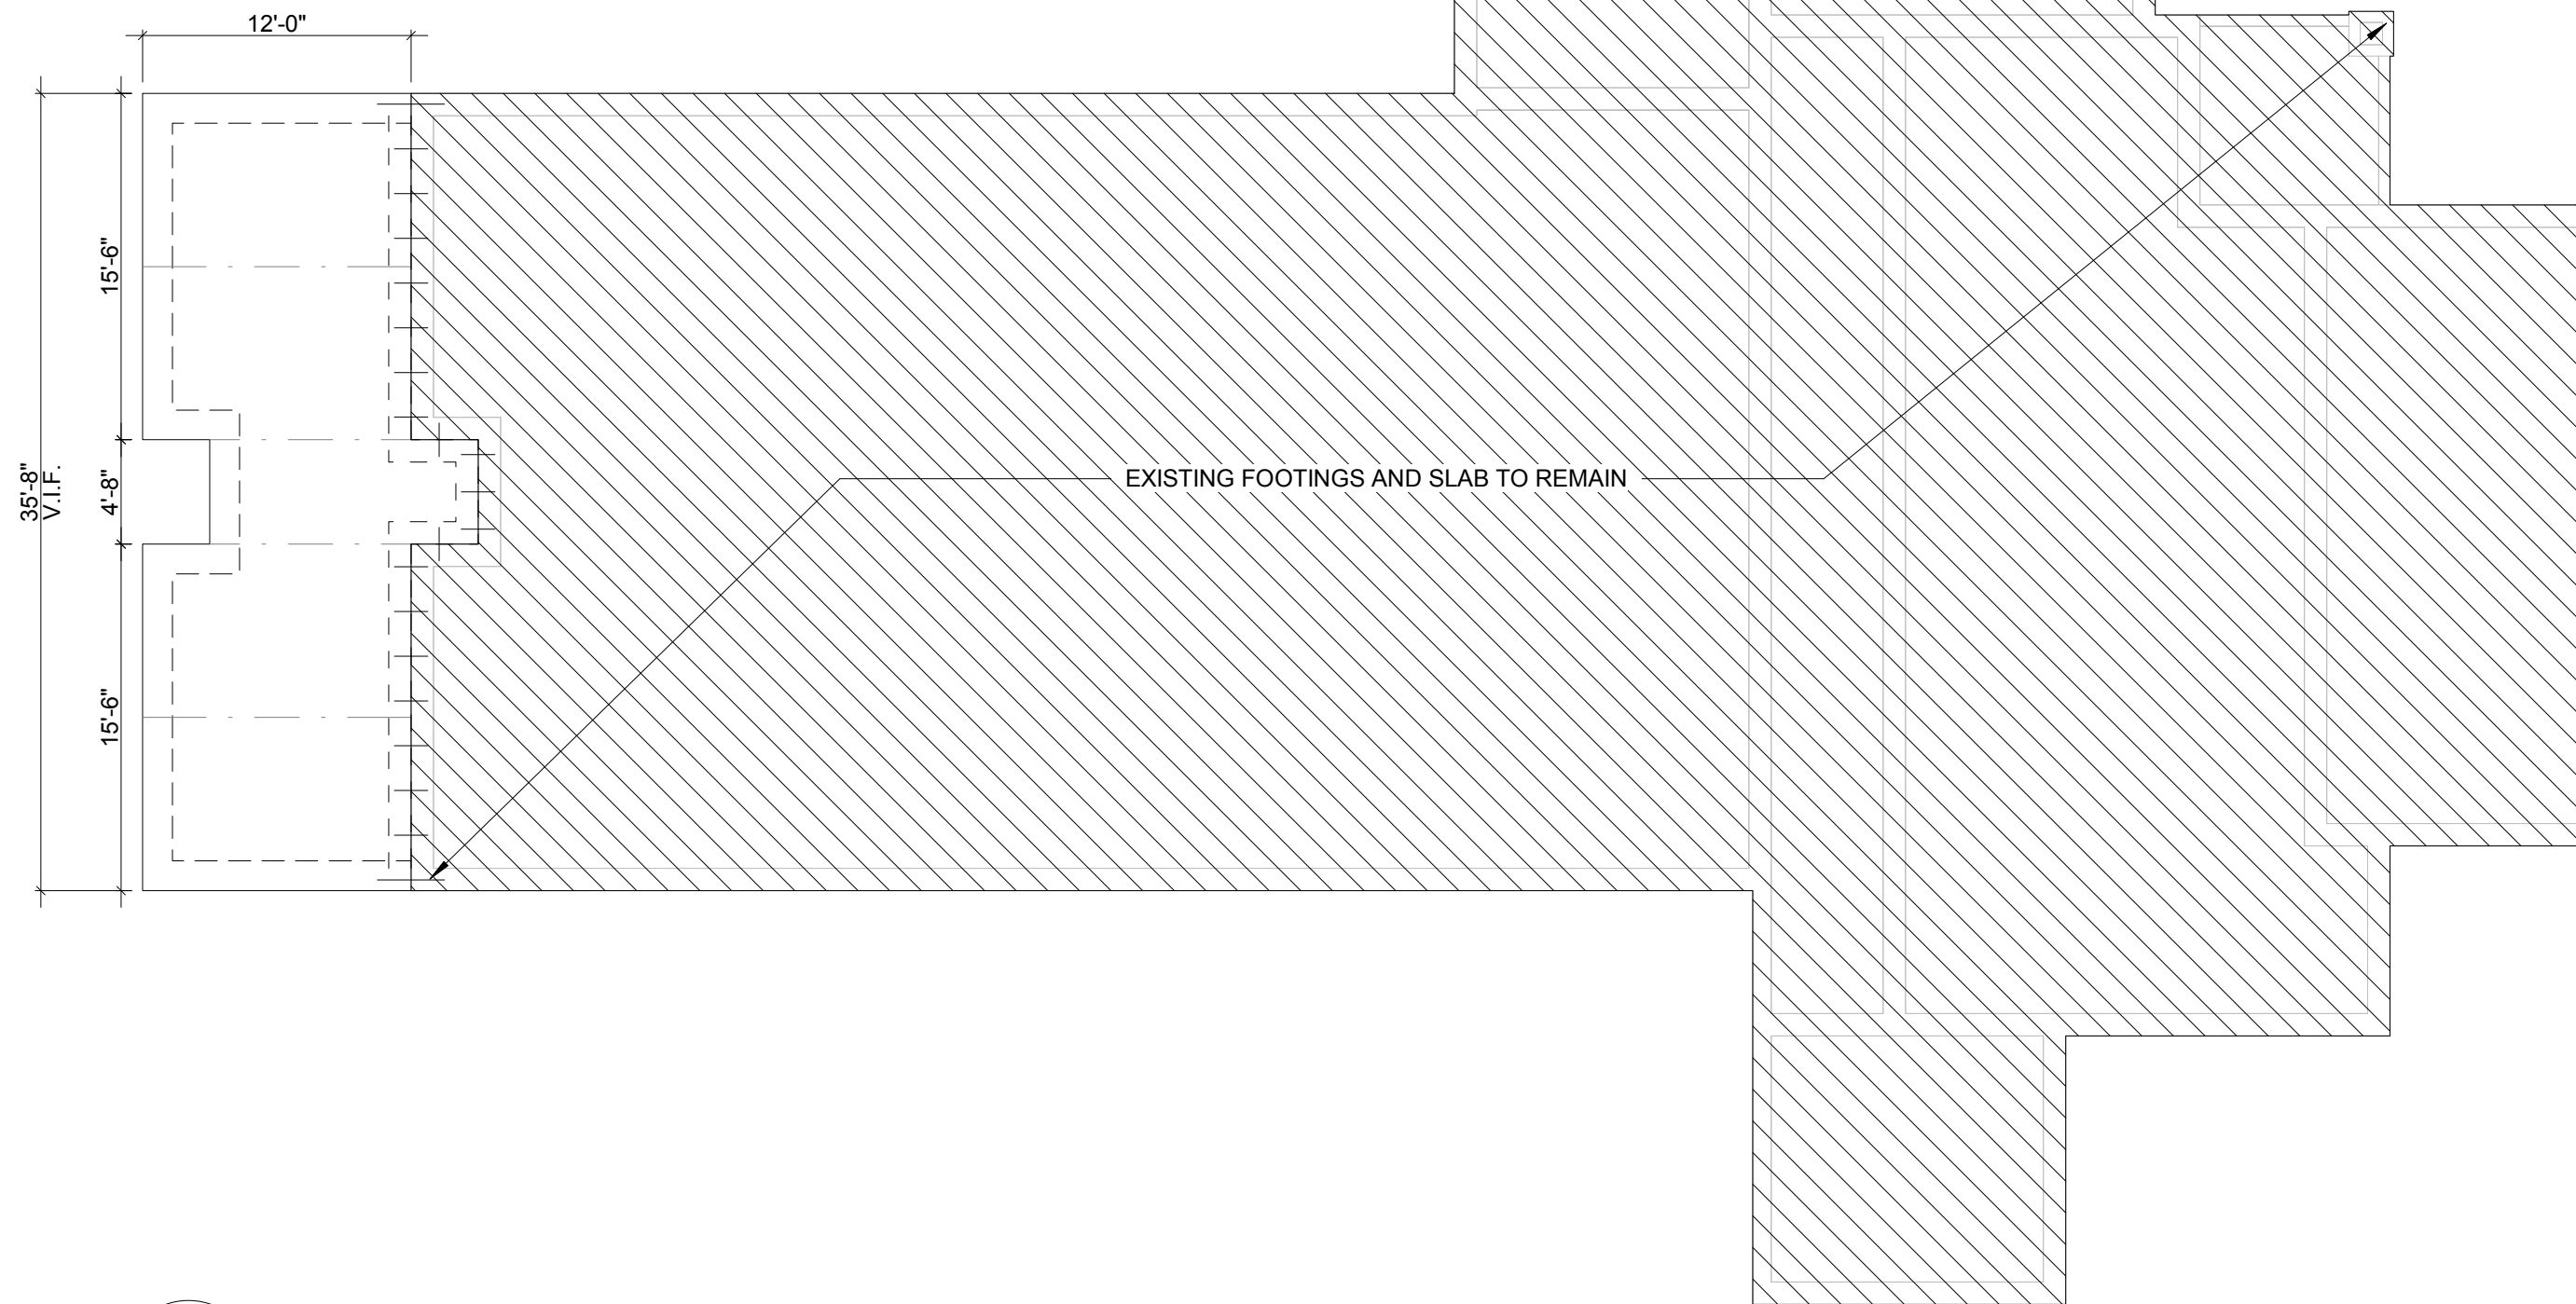 12'-0"
15'-6"
35'-8"
V.I.F.
4'-8"
EXISTING FOOTINGS AND SLAB TO REMAIN
15'-6"